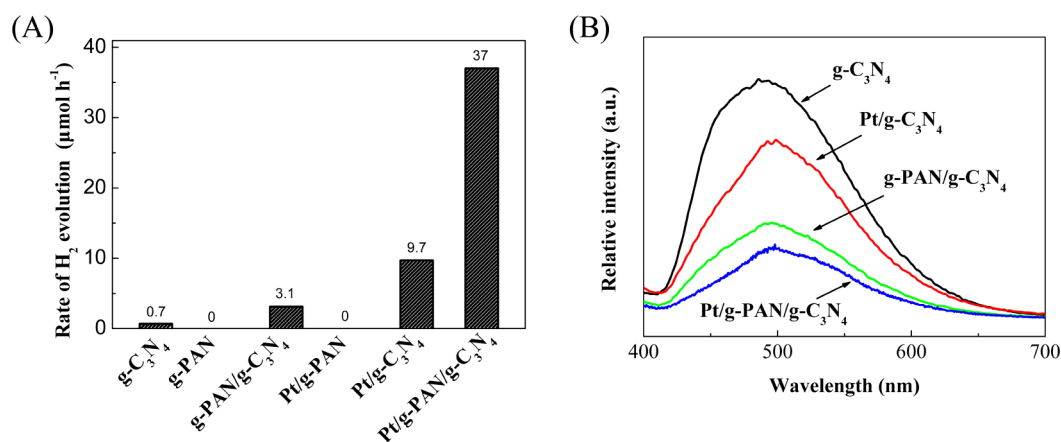 (A)
Rate of H₂ evolution (μmol h⁻¹)
40
30
20
10
0
0.7
0
3.1
0
9.7
37
g-C₃N₄
g-PAN
g-PAN/g-C₃N₄
Pt/g-PAN
Pt/g-C₃N₄
Pt/g-PAN/g-C₃N₄
(B)
Relative intensity (a.u.)
g-C₃N₄
Pt/g-C₃N₄
g-PAN/g-C₃N₄
Pt/g-PAN/g-C₃N₄
400
500
600
700
Wavelength (nm)